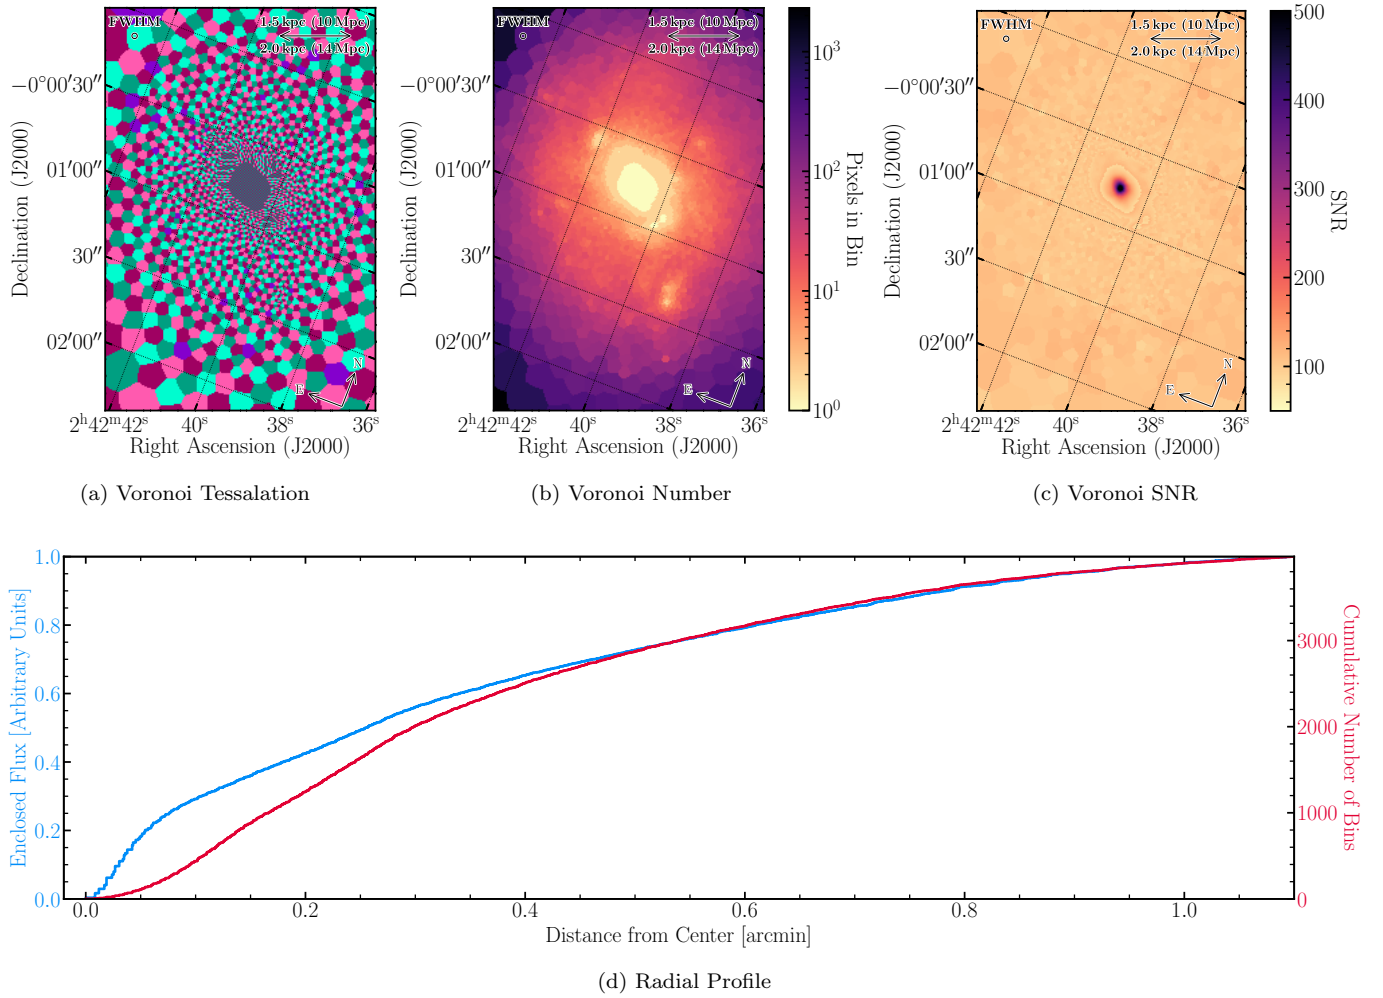 FWHM
1.5 kpc (10 Mpc)
2.0 kpc (14 Mpc)
−0°00′30″
01′00″
30″
02′00″
Declination (J2000)
N
E
2ʰ42ᵐ42ˢ
40ˢ
38ˢ
36ˢ
Right Ascension (J2000)
(a) Voronoi Tessalation
FWHM
1.5 kpc (10 Mpc)
2.0 kpc (14 Mpc)
−0°00′30″
01′00″
30″
02′00″
Declination (J2000)
N
E
2ʰ42ᵐ42ˢ
40ˢ
38ˢ
36ˢ
Right Ascension (J2000)
10³
10²
10¹
10⁰
Pixels in Bin
(b) Voronoi Number
FWHM
1.5 kpc (10 Mpc)
2.0 kpc (14 Mpc)
−0°00′30″
01′00″
30″
02′00″
Declination (J2000)
N
E
2ʰ42ᵐ42ˢ
40ˢ
38ˢ
36ˢ
Right Ascension (J2000)
500
400
300
200
100
SNR
(c) Voronoi SNR
1.0
0.8
0.6
0.4
0.2
0.0
Enclosed Flux [Arbitrary Units]
3000
2000
1000
0
Cumulative Number of Bins
0.0
0.2
0.4
0.6
0.8
1.0
Distance from Center [arcmin]
(d) Radial Profile